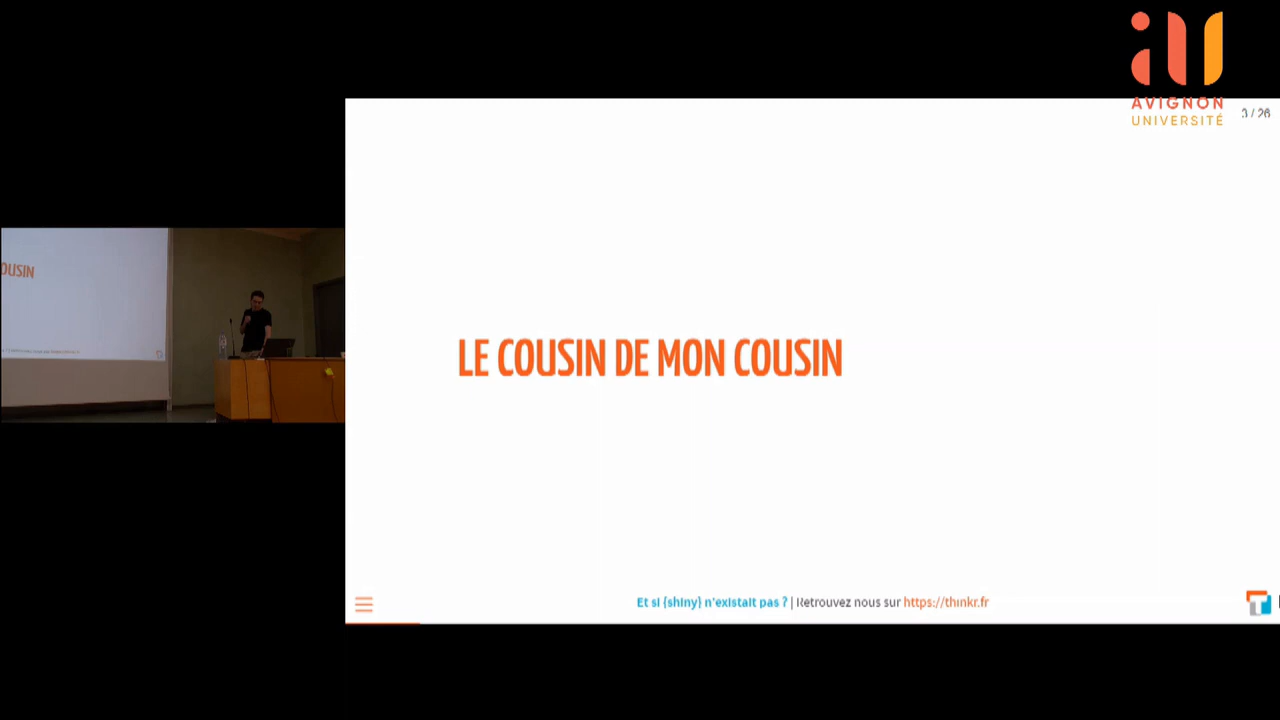 AVIGNON
UNIVERSITÉ
3 / 26
OUSIN
LE COUSIN DE MON COUSIN
Et si {shiny} n'existait pas ? | Retrouvez nous sur https://thinkr.fr